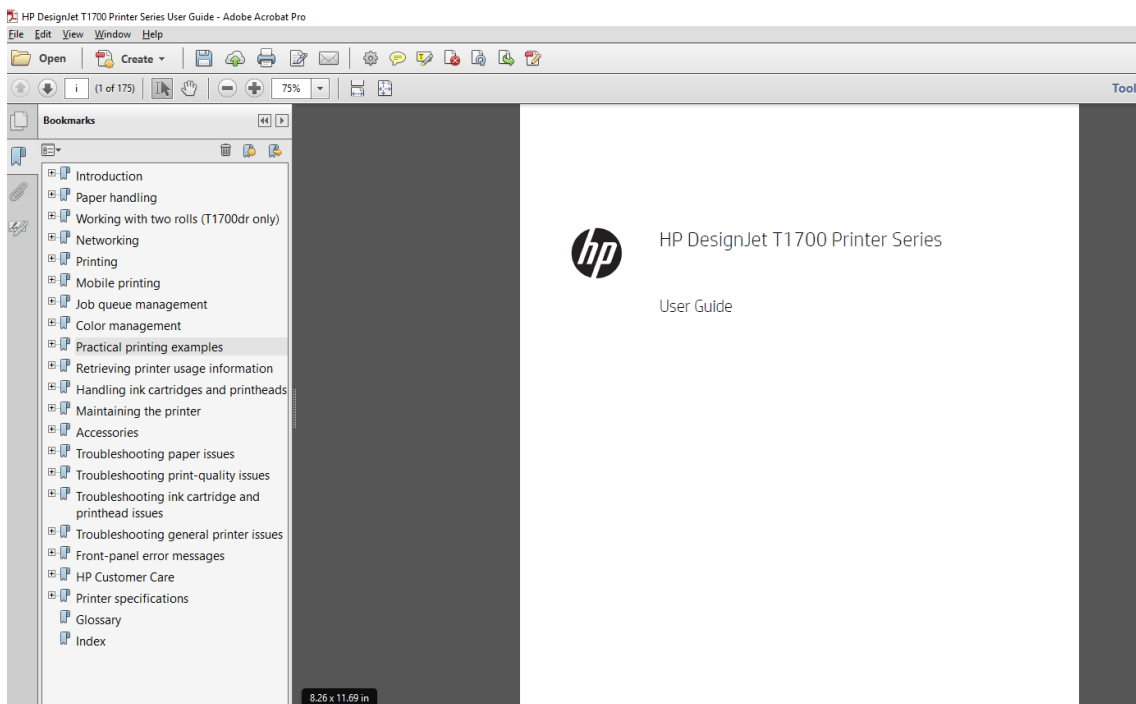 HP DesignJet T1700 Printer Series User Guide - Adobe Acrobat Pro
File Edit View Window Help
Open Create
i (1 of 175) 75% Tool
Bookmarks
Introduction
Paper handling
Working with two rolls (T1700dr only)
Networking
Printing
Mobile printing
Job queue management
Color management
Practical printing examples
Retrieving printer usage information
Handling ink cartridges and printheads
Maintaining the printer
Accessories
Troubleshooting paper issues
Troubleshooting print-quality issues
Troubleshooting ink cartridge and
printhead issues
Troubleshooting general printer issues
Front-panel error messages
HP Customer Care
Printer specifications
Glossary
Index
hp
HP DesignJet T1700 Printer Series
User Guide
8.26 x 11.69 in